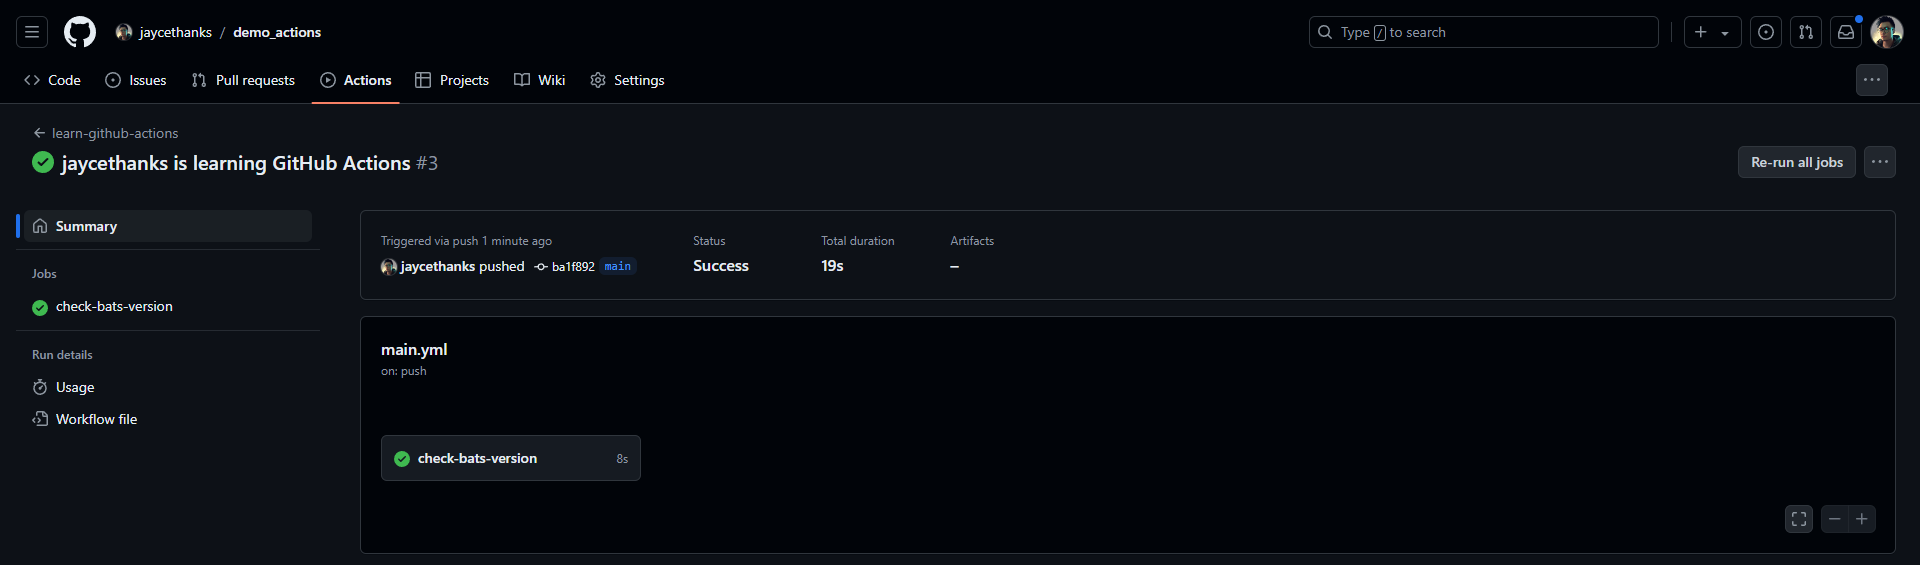 jaycethanks / demo_actions
Type / to search
Code Issues Pull requests Actions Projects Wiki Settings
learn-github-actions
jaycethanks is learning GitHub Actions #3
Re-run all jobs
Summary
Jobs
check-bats-version
Run details
Usage
Workflow file
Triggered via push 1 minute ago
jaycethanks pushed ba1f892 main
Status
Success
Total duration
19s
Artifacts
–
main.yml
on: push
check-bats-version 8s